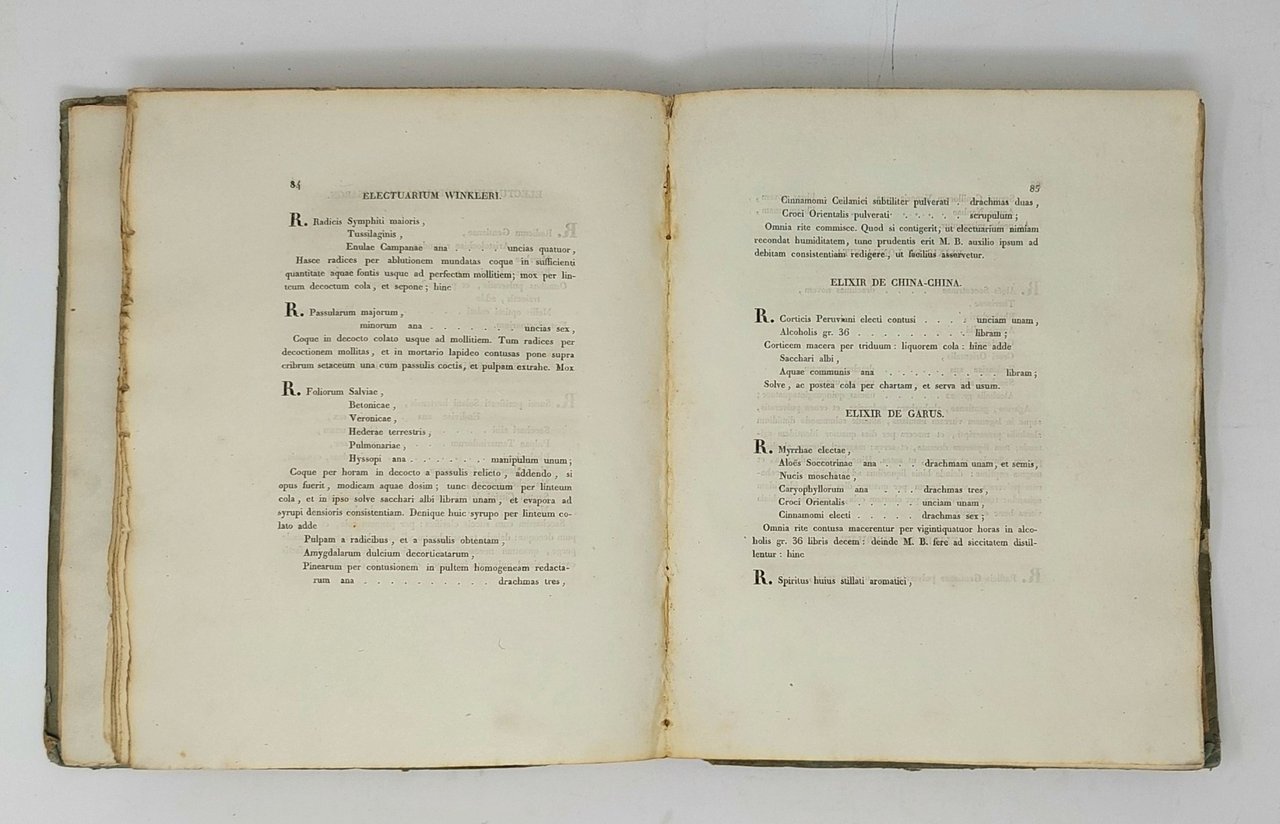 84
ELECTUARIUM WINKLERI.
R. Radicis Symphiti maioris,
Tussilaginis,
Enulae Campanae ana . . . uncias quatuor,
Hasce radices per ablutionem mundatas coque in sufficienti
quantitate aquae fontis usque ad perfectam mollitiem; mox per lin-
teum decoctum cola, et sepone; hinc
R. Passularum majorum,
minorum ana . . . . . . . uncias sex,
Coque in decocto colato usque ad mollitiem. Tum radices per
decoctionem mollitas, et in mortario lapideo contusas pone supra
cribrum setaceum una cum passulis coctis, et pulpam extrahe. Mox
R. Foliorum Salviae,
Betonicae,
Veronicae,
Hederae terrestris,
Pulmonariae,
Hyssopi ana . . . . . . . manipulum unum;
Coque per horam in decocto a passulis relicto, addendo, si
opus fuerit, modicam aquae dosim; tunc decoctum per linteum
cola, et in ipso solve sacchari albi libram unam, et evapora ad
syrupi densioris consistentiam. Denique huic syrupo per linteum co-
lato adde
Pulpam a radicibus, et a passulis obtentam,
Amygdalarum dulcium decorticatarum,
Pinearum per contusionem in pultem homogeneam redacta-
rum ana . . . . . . . . . . drachmas tres,
85
Cinnamomi Ceilanici subtiliter pulverati . drachmas duas,
Croci Orientalis pulverati . . . . . . scrupulum;
Omnia rite commisce. Quod si contigerit, ut electuarium nimiam
recondat humiditatem, tunc prudentis erit M. B. auxilio ipsum ad
debitam consistentiam redigere, ut facilius asservetur.
ELIXIR DE CHINA-CHINA.
R. Corticis Peruviani electi contusi . . . . unciam unam,
Alcoholis gr. 36 . . . . . . . . . . libram;
Corticem macera per triduum: liquorem cola: hinc adde
Sacchari albi,
Aquae communis ana . . . . . . . . . . . libram;
Solve, ac postea cola per chartam, et serva ad usum.
ELIXIR DE GARUS.
R. Myrrhae electae,
Aloës Soccotrinae ana . . . drachmam unam, et semis,
Nucis moschatae,
Caryophyllorum ana . . . drachmas tres,
Croci Orientalis . . . . . unciam unam,
Cinnamomi electi . . . . . drachmas sex;
Omnia rite contusa macerentur per vigintiquatuor horas in alco-
holis gr. 36 libris decem: deinde M. B. fere ad siccitatem distil-
lentur: hinc
R. Spiritus huius stillati aromatici,